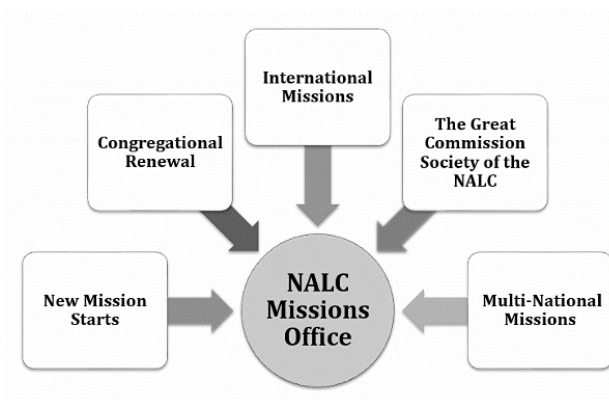 International
Missions
Congregational
Renewal
The Great
Commission
Society of the
NALC
New Mission
Starts
NALC
Missions
Office
Multi-National
Missions